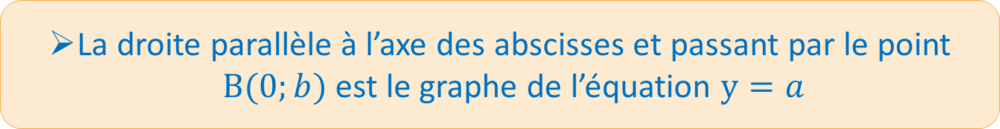 ➢La droite parallèle à l’axe des abscisses et passant par le point
B(0; b) est le graphe de l’équation y = a